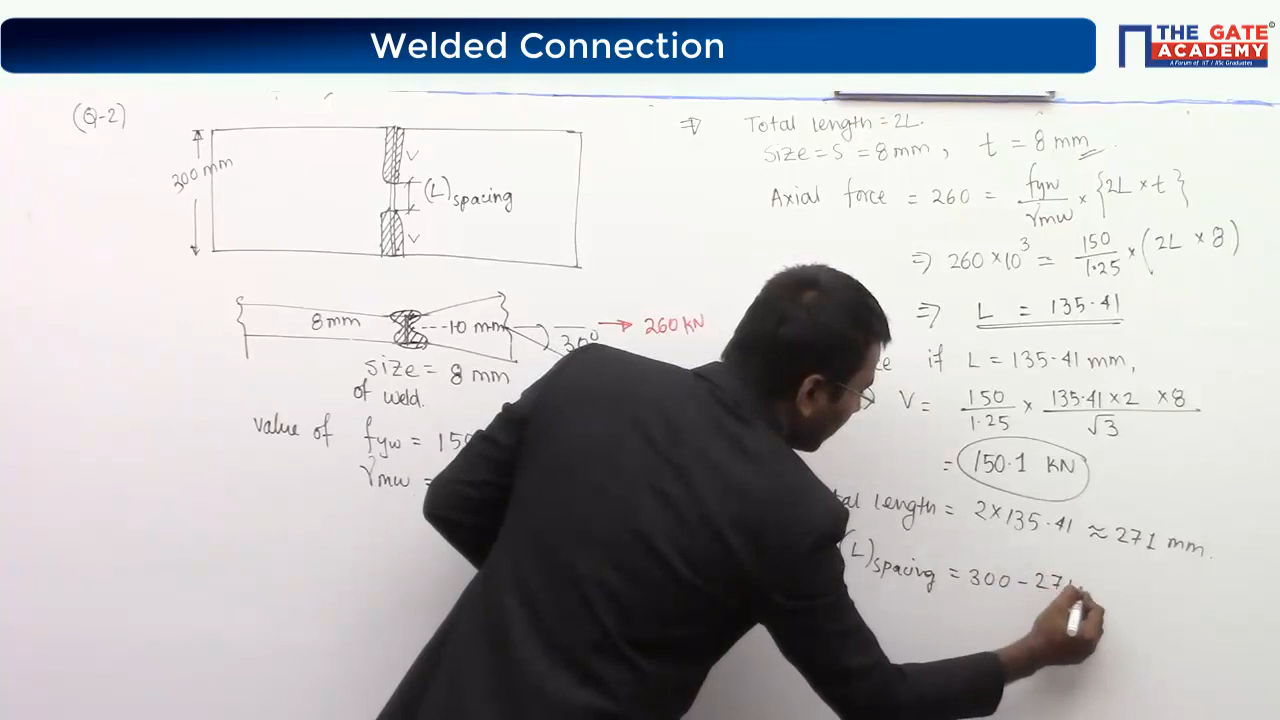 Welded Connection
THE GATE
ACADEMY
A Forum of IIT / IISc Graduates
(Q-2)
300 mm
V
(L)spacing
V
8mm
10 mm
30°
260 KN
size = 8 mm
of weld.
value of fyw = 150
γmw =
⇒ Total length = 2L.
size = S = 8mm, t = 8 mm
Axial force = 260 = fyw/γmw × {2L × t}
⇒ 260 × 10³ = 150/1.25 × (2L × 8)
⇒ L = 135.41
if L = 135.41 mm,
V = 150/1.25 × 135.41 × 2 × 8/√3
= 150.1 KN
length = 2 × 135.41 ≈ 271 mm.
(L)spacing = 300 - 271